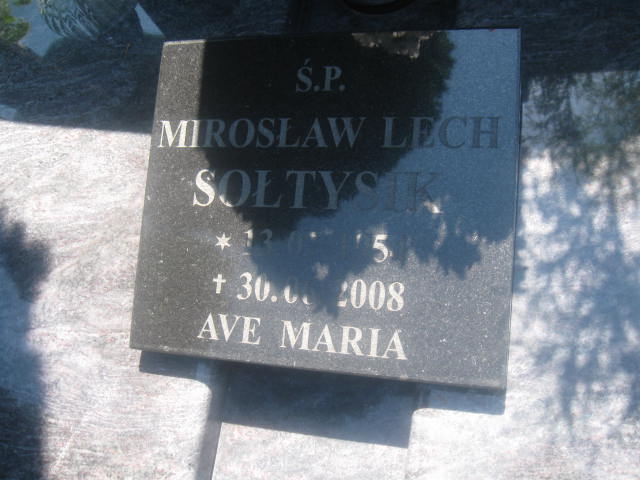 Ś.P.
MIROSŁAW LECH
SOŁTYSIK
✝ 2008
AVE MARIA